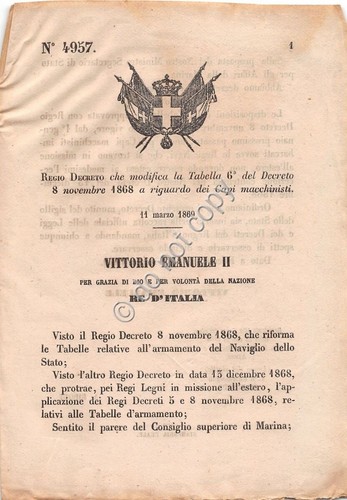 N° 4957.
1
REGIO DECRETO che modifica la Tabella 6ª del Decreto
8 novembre 1868 a riguardo dei Capi macchinisti.
11 marzo 1869
VITTORIO EMANUELE II
PER GRAZIA DI DIO E PER VOLONTÀ DELLA NAZIONE
RE D'ITALIA
Visto il Regio Decreto 8 novembre 1868, che riforma
le Tabelle relative all'armamento del Naviglio dello
Stato;
Visto l'altro Regio Decreto in data 13 dicembre 1868,
che protrae, pei Regi Legni in missione all'estero, l'ap-
plicazione dei Regi Decreti 5 e 8 novembre 1868, re-
lativi alle Tabelle d'armamento;
Sentito il parere del Consiglio superiore di Marina;
do not copy